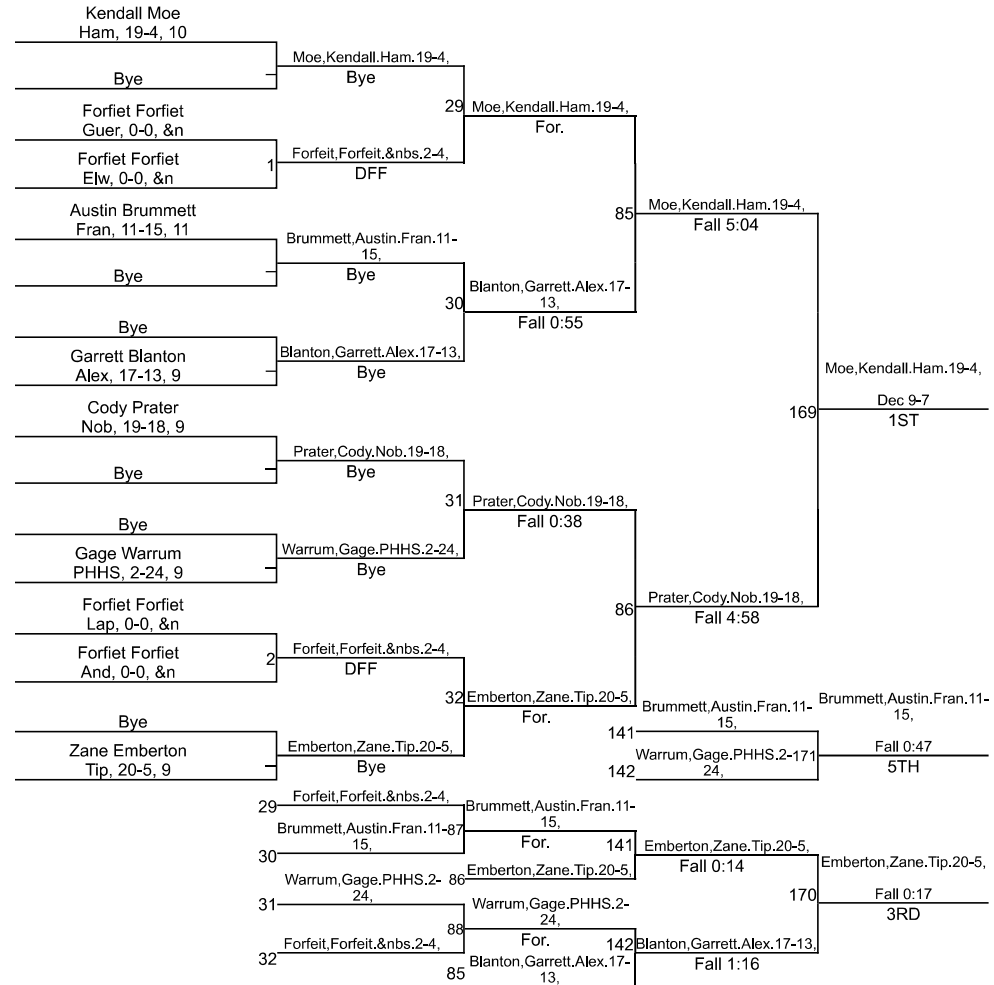 Kendall Moe
Ham, 19-4, 10
Bye
Forfiet Forfiet
Guer, 0-0, &n
Forfiet Forfiet
Elw, 0-0, &n
1
Austin Brummett
Fran, 11-15, 11
Bye
Bye
Garrett Blanton
Alex, 17-13, 9
Cody Prater
Nob, 19-18, 9
Bye
Bye
Gage Warrum
PHHS, 2-24, 9
Forfiet Forfiet
Lap, 0-0, &n
Forfiet Forfiet
And, 0-0, &n
2
Bye
Zane Emberton
Tip, 20-5, 9
Moe,Kendall.Ham.19-4,
Bye
29
Forfeit,Forfeit.&nbs.2-4,
DFF
Brummett,Austin.Fran.11-
15,
Bye
30
Blanton,Garrett.Alex.17-13,
Bye
Prater,Cody.Nob.19-18,
Bye
31
Warrum,Gage.PHHS.2-24,
Bye
Forfeit,Forfeit.&nbs.2-4,
DFF
32
Emberton,Zane.Tip.20-5,
Bye
Moe,Kendall.Ham.19-4,
For.
85
Blanton,Garrett.Alex.17-
13,
Fall 0:55
Prater,Cody.Nob.19-18,
Fall 0:38
86
Emberton,Zane.Tip.20-5,
For.
Moe,Kendall.Ham.19-4,
Fall 5:04
169
Prater,Cody.Nob.19-18,
Fall 4:58
Moe,Kendall.Ham.19-4,
Dec 9-7
1ST
141
Brummett,Austin.Fran.11-
15,
142
Warrum,Gage.PHHS.2-
24,
171
Brummett,Austin.Fran.11-
15,
Fall 0:47
5TH
29
Forfeit,Forfeit.&nbs.2-4,
30
Brummett,Austin.Fran.11-
15,
87
31
Warrum,Gage.PHHS.2-
24,
32
Forfeit,Forfeit.&nbs.2-4,
88
Brummett,Austin.Fran.11-
15,
For.
141
86
Emberton,Zane.Tip.20-5,
Warrum,Gage.PHHS.2-
24,
For.
142
85
Blanton,Garrett.Alex.17-
13,
Emberton,Zane.Tip.20-5,
Fall 0:14
170
Blanton,Garrett.Alex.17-13,
Fall 1:16
Emberton,Zane.Tip.20-5,
Fall 0:17
3RD